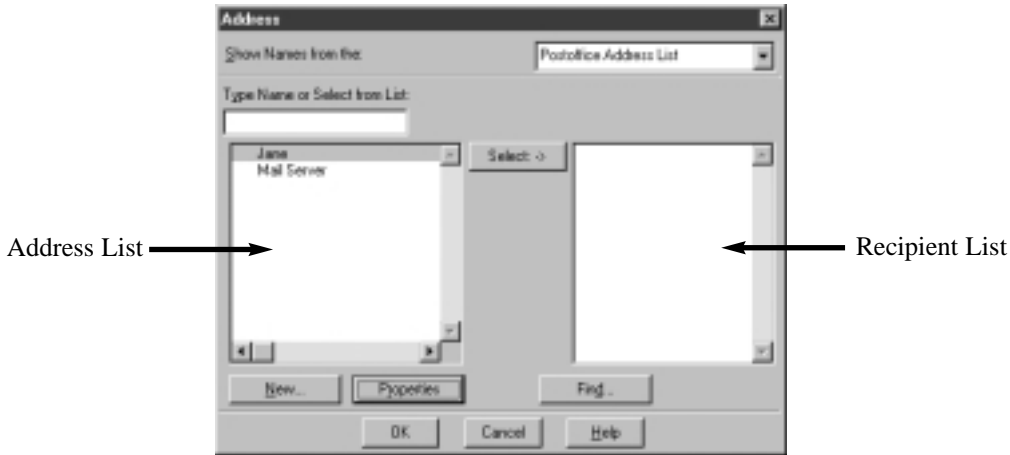 Address
Show Names from the:
Postoffice Address List
Type Name or Select from List:
Jane
Mail Server
Select ->
Address List
Recipient List
New...
Properties
Find...
OK
Cancel
Help